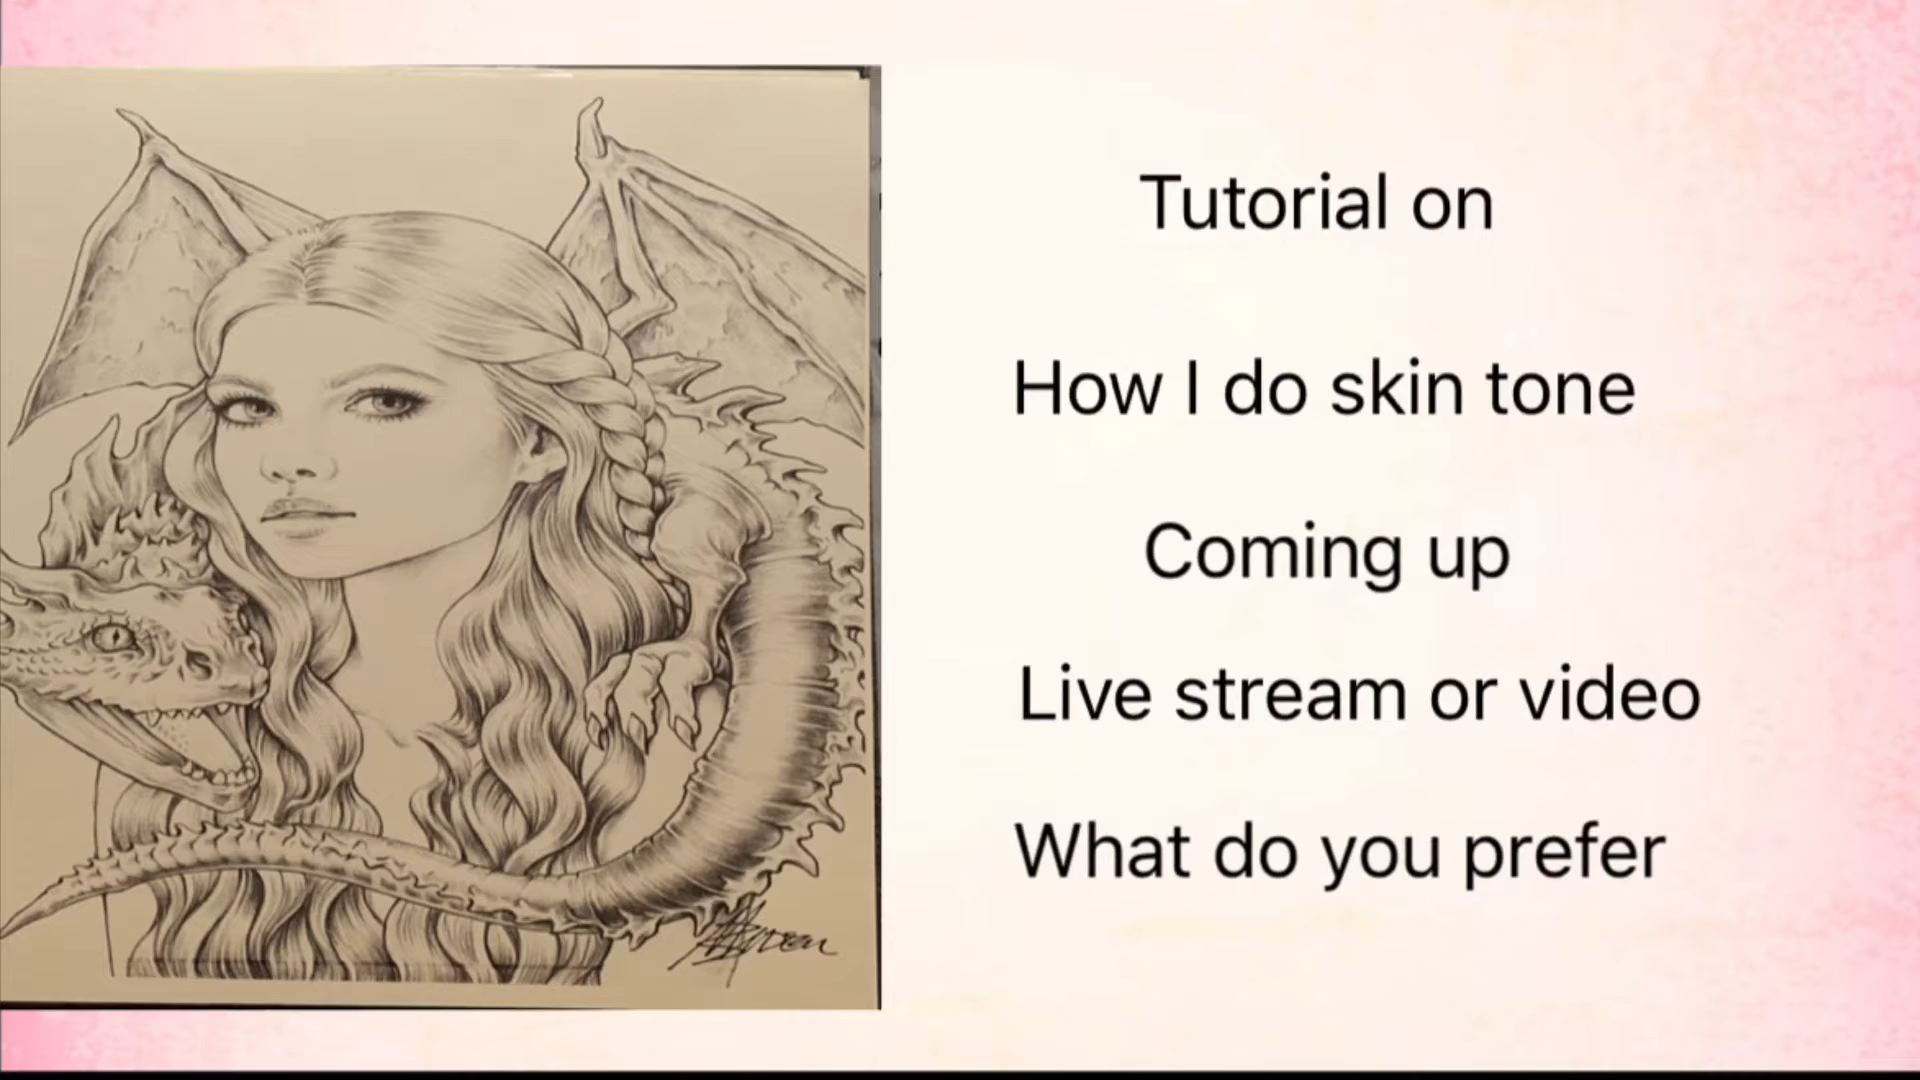 Tutorial on
How I do skin tone
Coming up
Live stream or video
What do you prefer